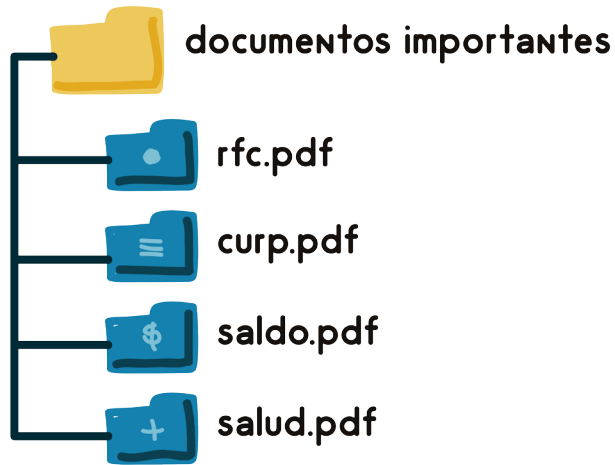 documentos importantes
rfc.pdf
curp.pdf
$
saldo.pdf
salud.pdf